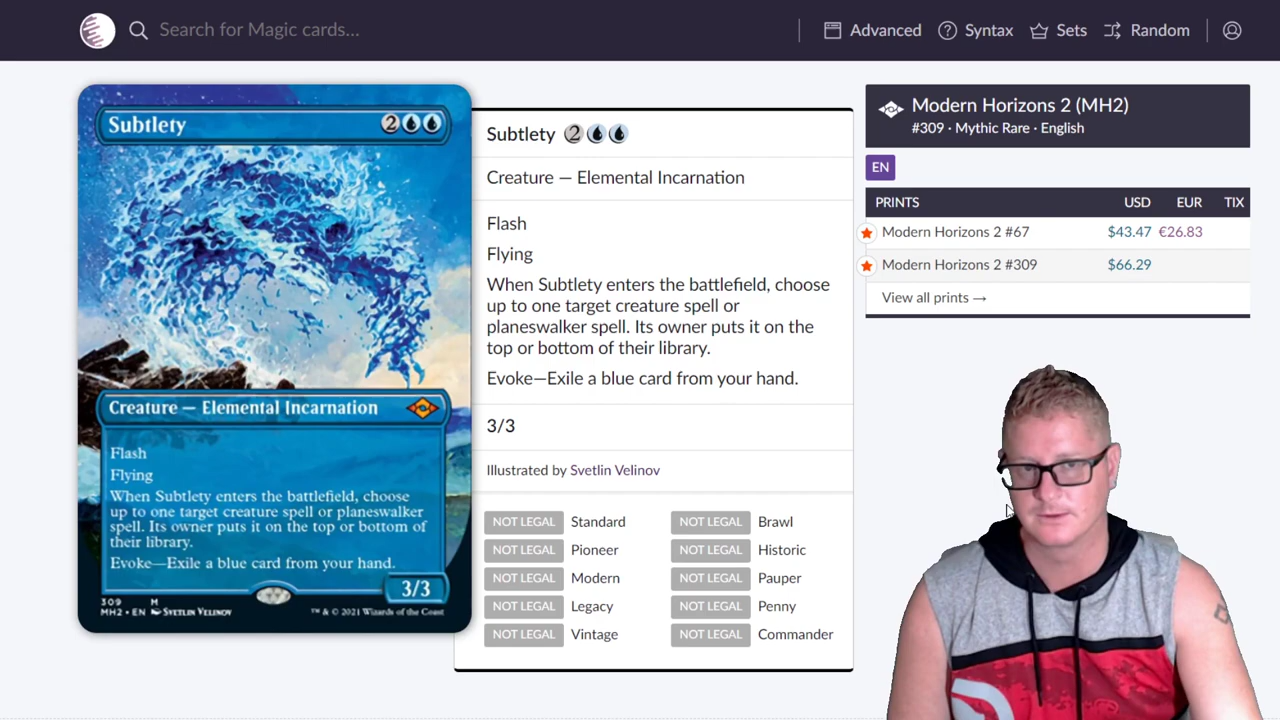 Search for Magic cards...
Advanced
Syntax
Sets
Random
Subtlety 2
Creature — Elemental Incarnation
Flash
Flying
When Subtlety enters the battlefield, choose
up to one target creature spell or planeswalker
spell. Its owner puts it on the top or bottom of
their library.
Evoke—Exile a blue card from your hand.
3/3
309 M
MH2 • EN SVETLIN VELINOV
™ & © 2021 Wizards of the Coast
Subtlety 2
Creature — Elemental Incarnation
Flash
Flying
When Subtlety enters the battlefield, choose
up to one target creature spell or
planeswalker spell. Its owner puts it on the
top or bottom of their library.
Evoke—Exile a blue card from your hand.
3/3
Illustrated by Svetlin Velinov
NOT LEGAL Standard NOT LEGAL Brawl
NOT LEGAL Pioneer NOT LEGAL Historic
NOT LEGAL Modern NOT LEGAL Pauper
NOT LEGAL Legacy NOT LEGAL Penny
NOT LEGAL Vintage NOT LEGAL Commander
Modern Horizons 2 (MH2)
#309 · Mythic Rare · English
EN
PRINTS USD EUR TIX
Modern Horizons 2 #67 $43.47 €26.83
Modern Horizons 2 #309 $66.29
View all prints →